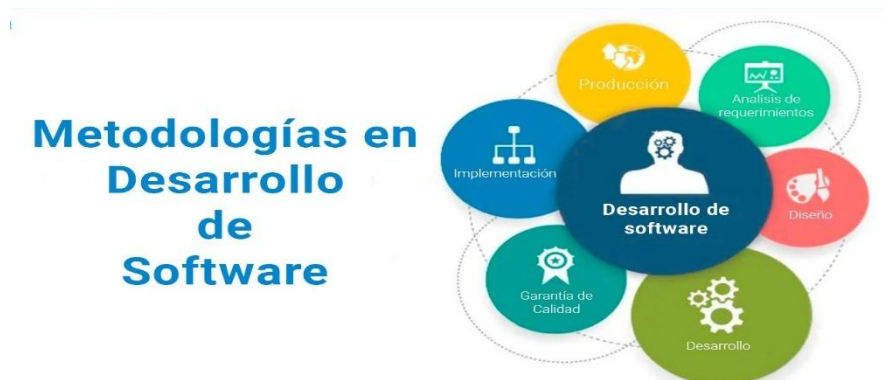 Metodologías en
Desarrollo
de
Software
Producción
Analisis de
requerimientos
Implementación
Desarrollo de
software
Diseño
Garantía de
Calidad
Desarrollo